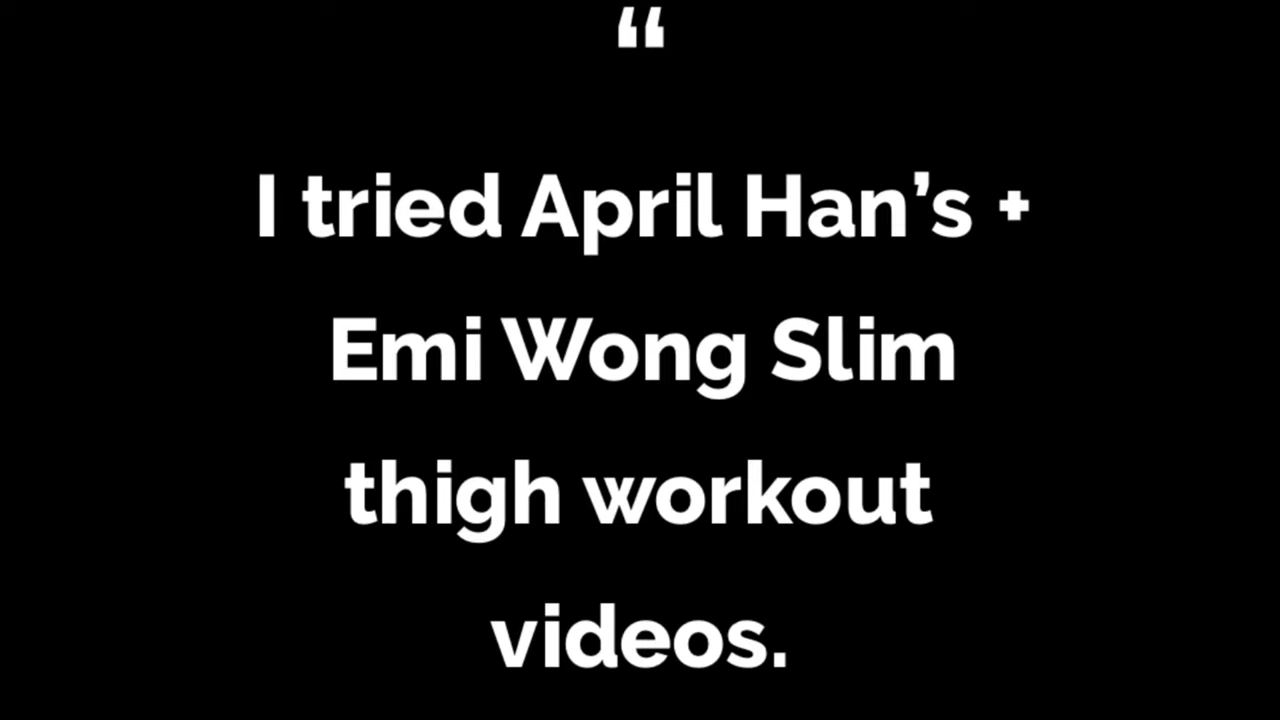 “
I tried April Han’s +
Emi Wong Slim
thigh workout
videos.